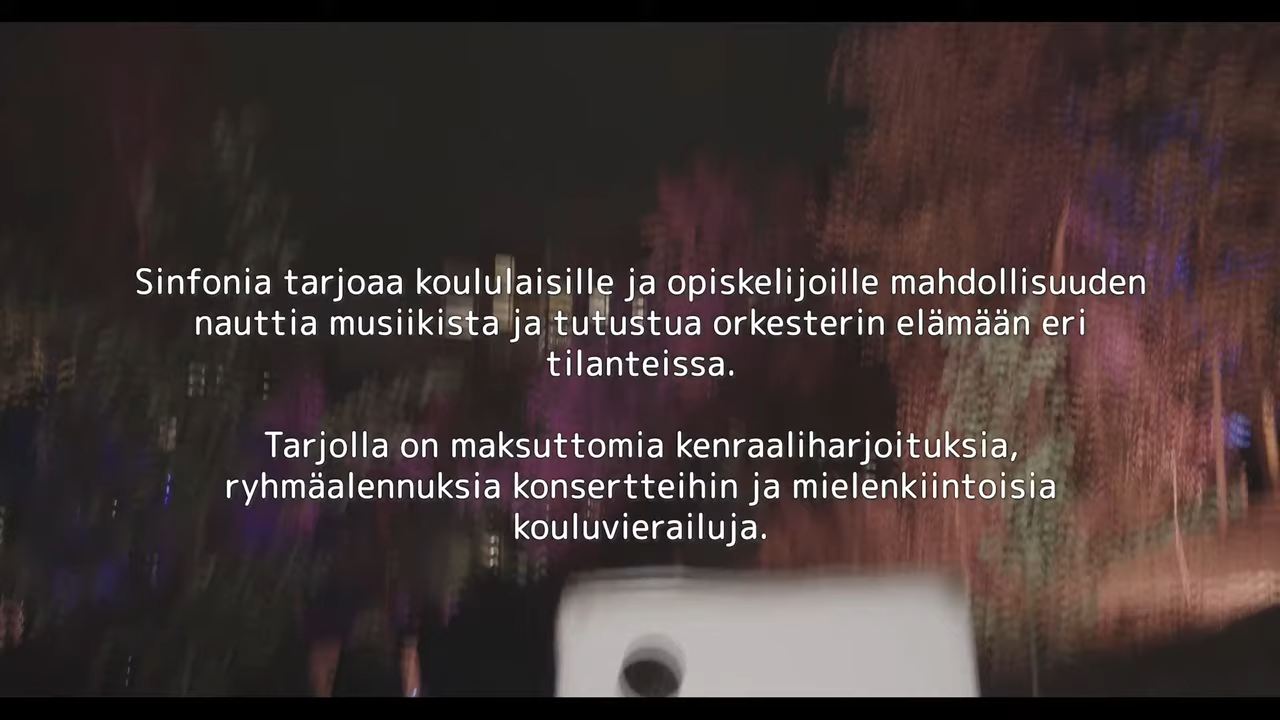 Sinfonia tarjoaa koululaisille ja opiskelijoille mahdollisuuden
nauttia musiikista ja tutustua orkesterin elämään eri
tilanteissa.
Tarjolla on maksuttomia kenraaliharjoituksia,
ryhmäalennuksia konsertteihin ja mielenkiintoisia
kouluvierailuja.